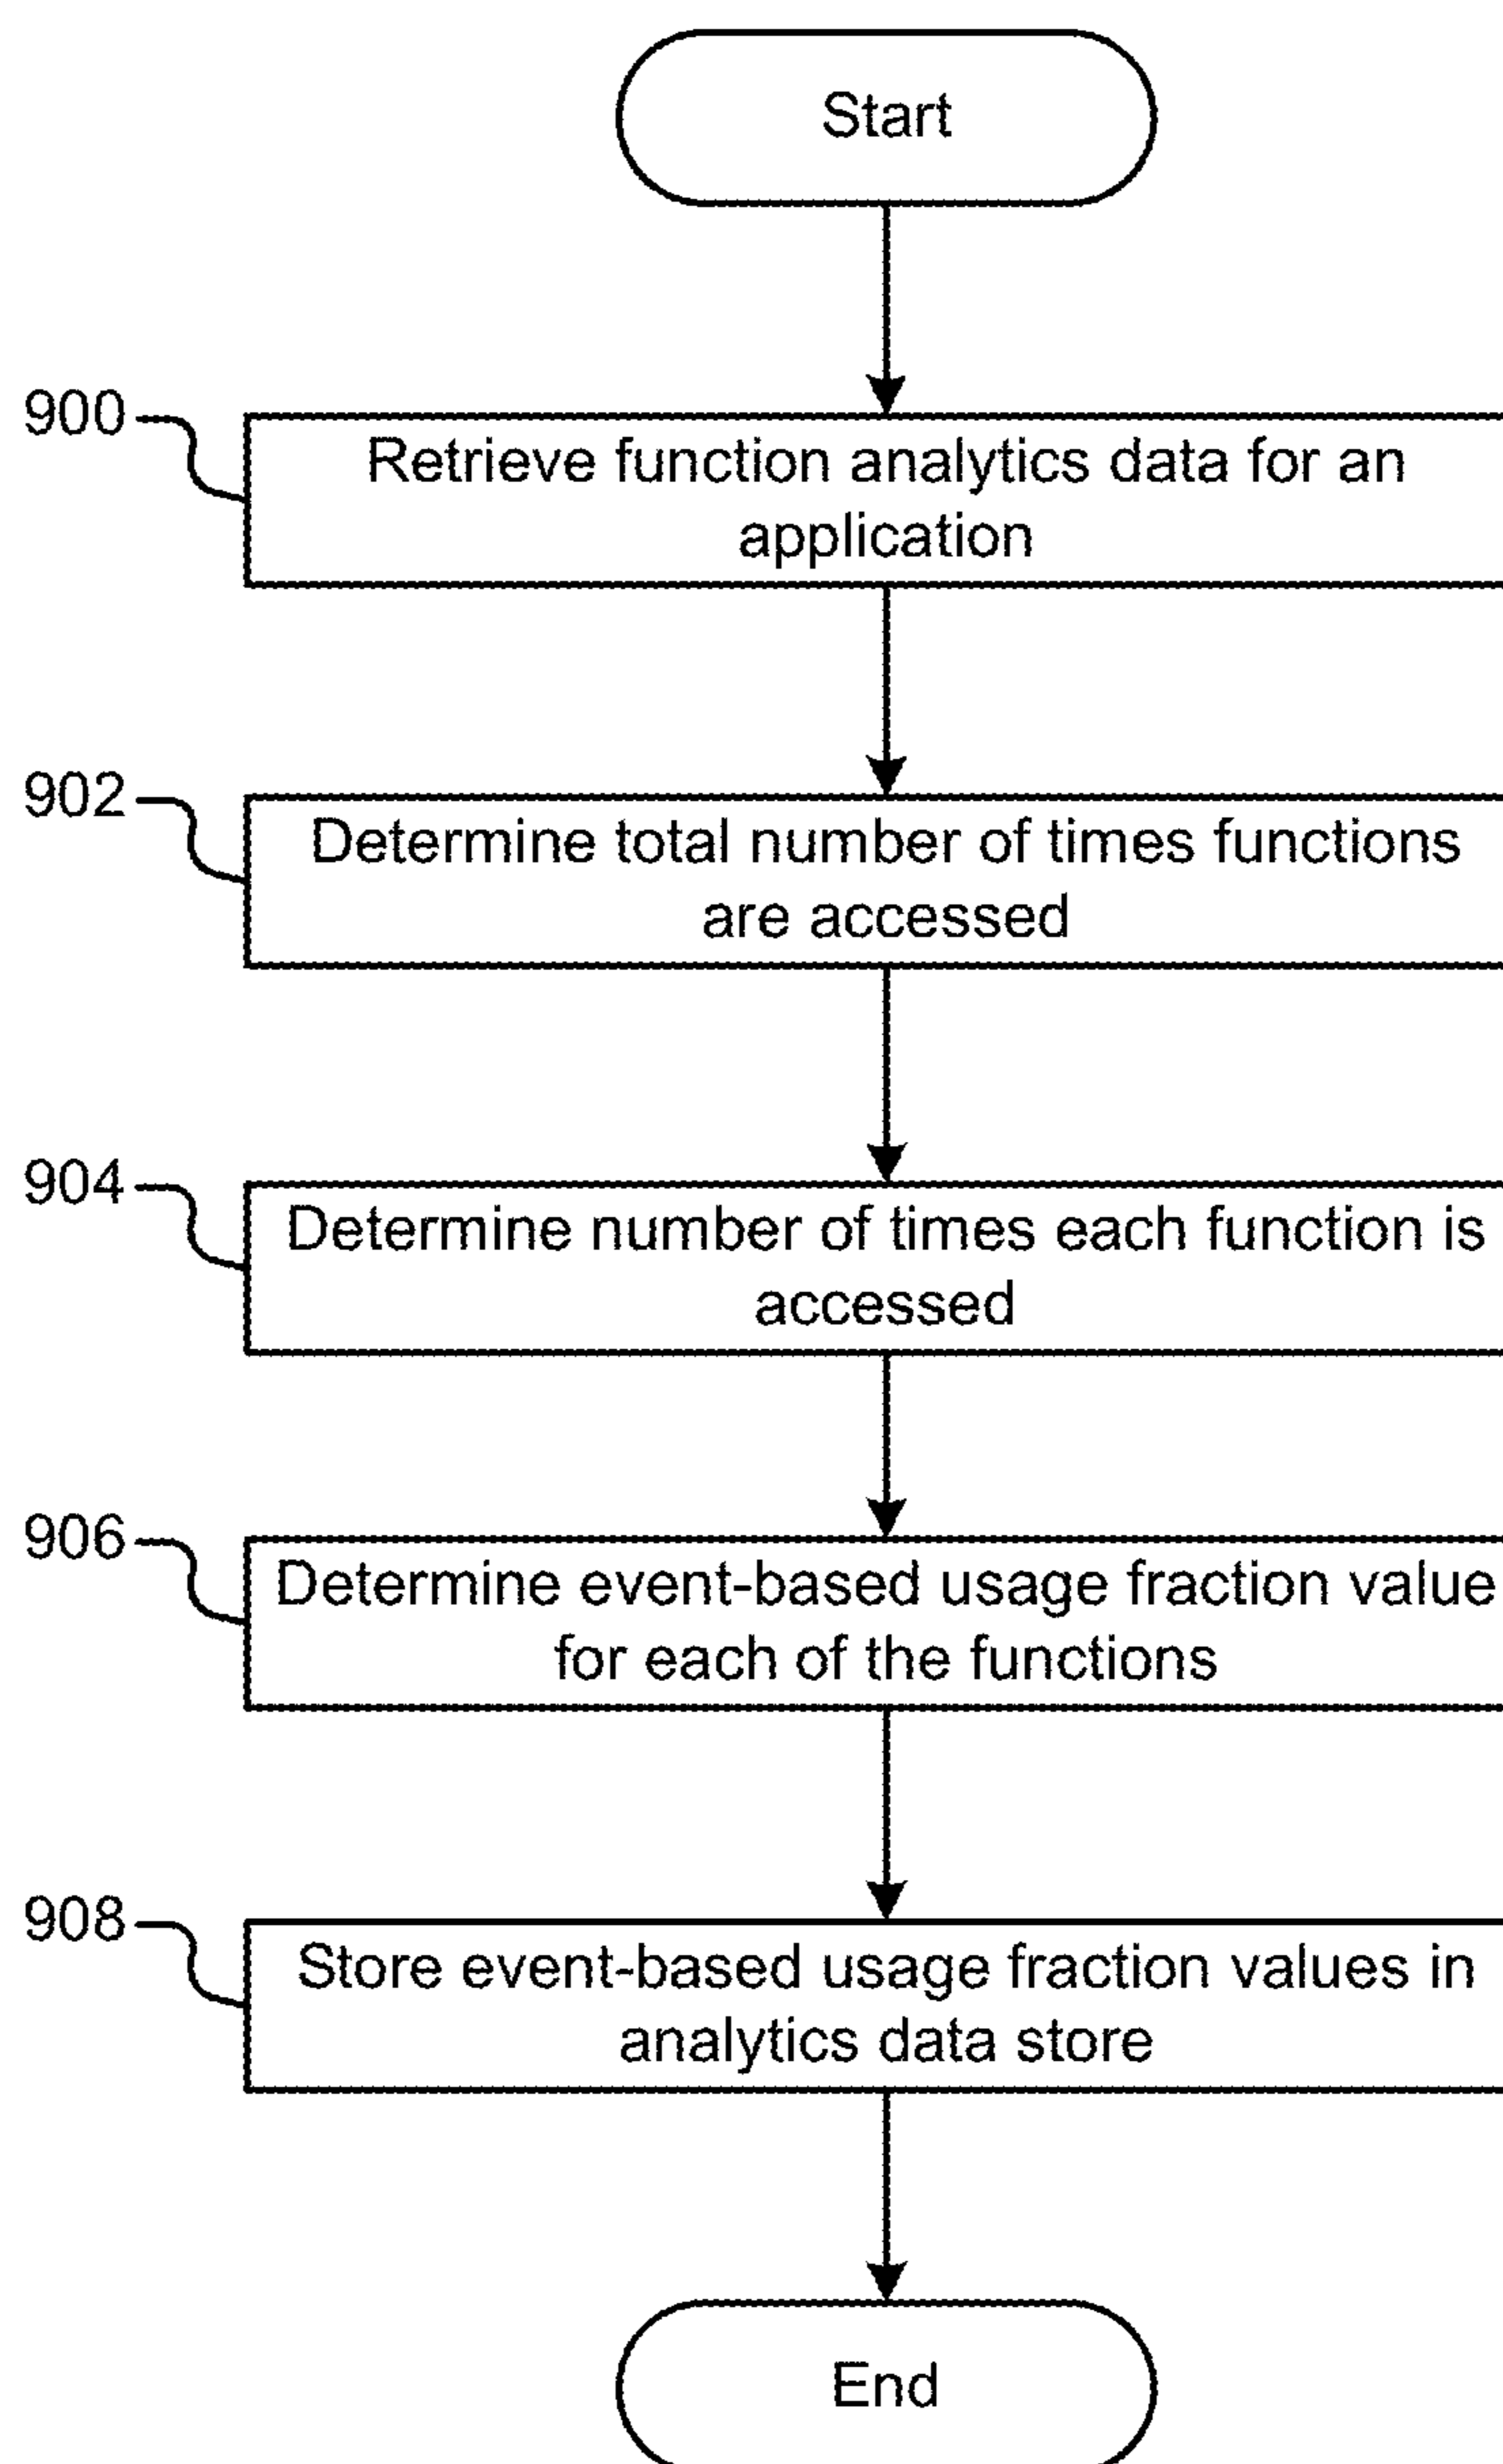 Start
900
Retrieve function analytics data for an
application
902
Determine total number of times functions
are accessed
904
Determine number of times each function is
accessed
906
Determine event-based usage fraction value
for each of the functions
908
Store event-based usage fraction values in
analytics data store
End